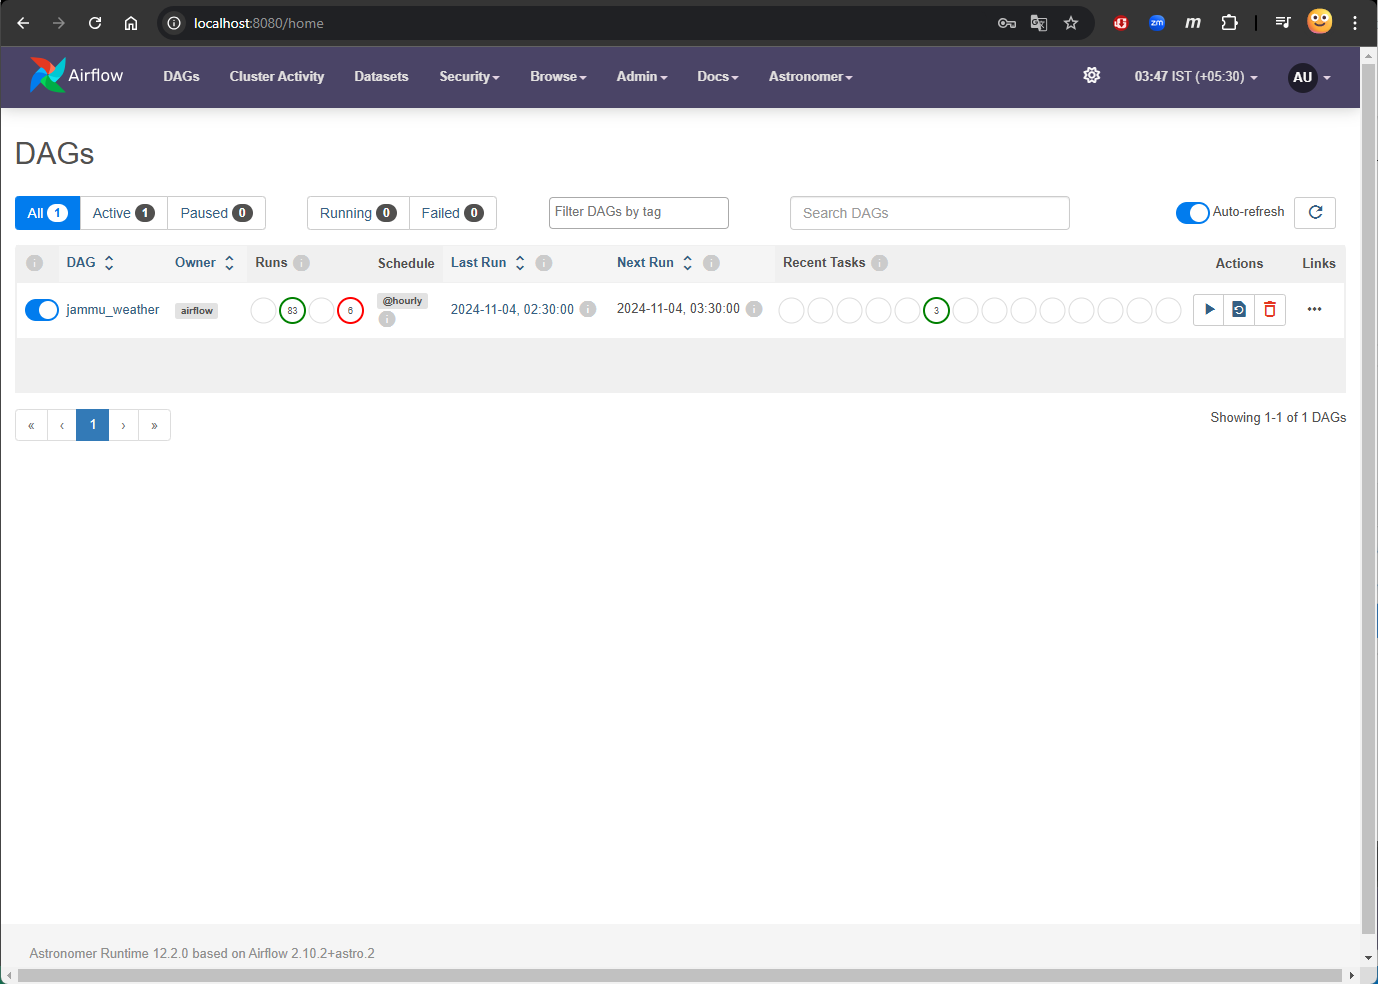 localhost:8080/home
zm
m
Airflow DAGs Cluster Activity Datasets Security Browse Admin Docs Astronomer 03:47 IST (+05:30) AU
DAGs
All 1 Active 1 Paused 0 Running 0 Failed 0 Filter DAGs by tag Search DAGs Auto-refresh
i DAG Owner Runs i Schedule Last Run i Next Run i Recent Tasks i Actions Links
jammu_weather airflow 83 6 @hourly i 2024-11-04, 02:30:00 i 2024-11-04, 03:30:00 i 3
« ‹ 1 › » Showing 1-1 of 1 DAGs
Astronomer Runtime 12.2.0 based on Airflow 2.10.2+astro.2